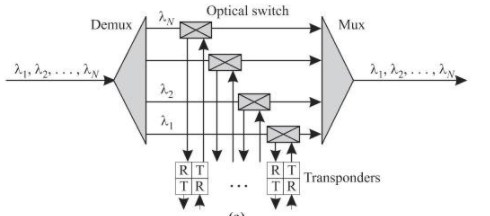 Optical switch
Demux λN Mux
λ1, λ2, . . . , λN λ1, λ2, . . . , λN
λ2
λ1
R T R T Transponders
T R . . . T R
(a)